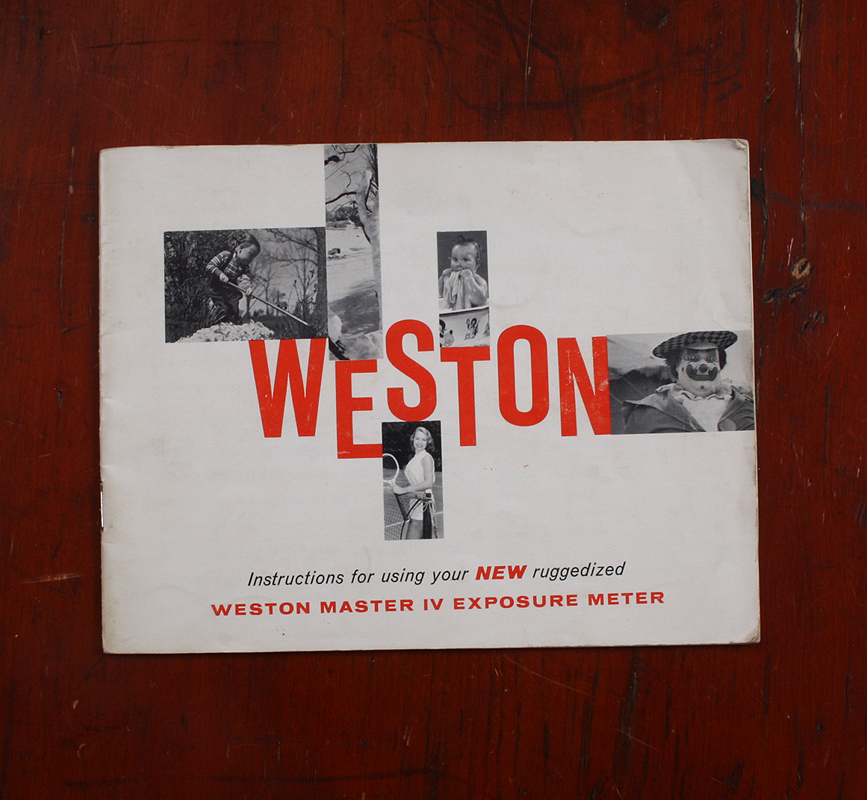 WESTON
Instructions for using your NEW ruggedized
WESTON MASTER IV EXPOSURE METER